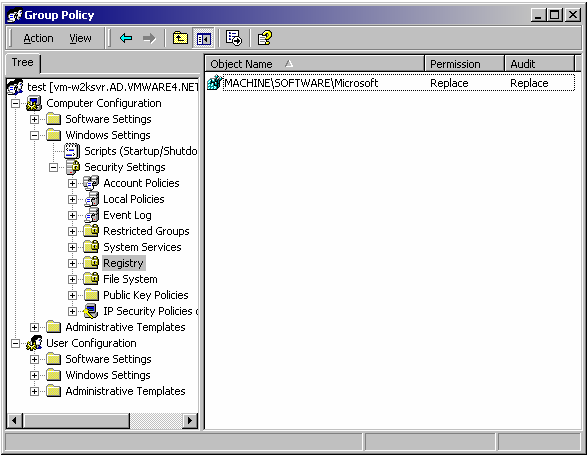 Group Policy
Action View
Tree
Object Name Permission Audit
test [vm-w2ksvr.AD.VMWARE4.NET
MACHINE\SOFTWARE\Microsoft Replace Replace
Computer Configuration
Software Settings
Windows Settings
Scripts (Startup/Shutdo
Security Settings
Account Policies
Local Policies
Event Log
Restricted Groups
System Services
Registry
File System
Public Key Policies
IP Security Policies o
Administrative Templates
User Configuration
Software Settings
Windows Settings
Administrative Templates